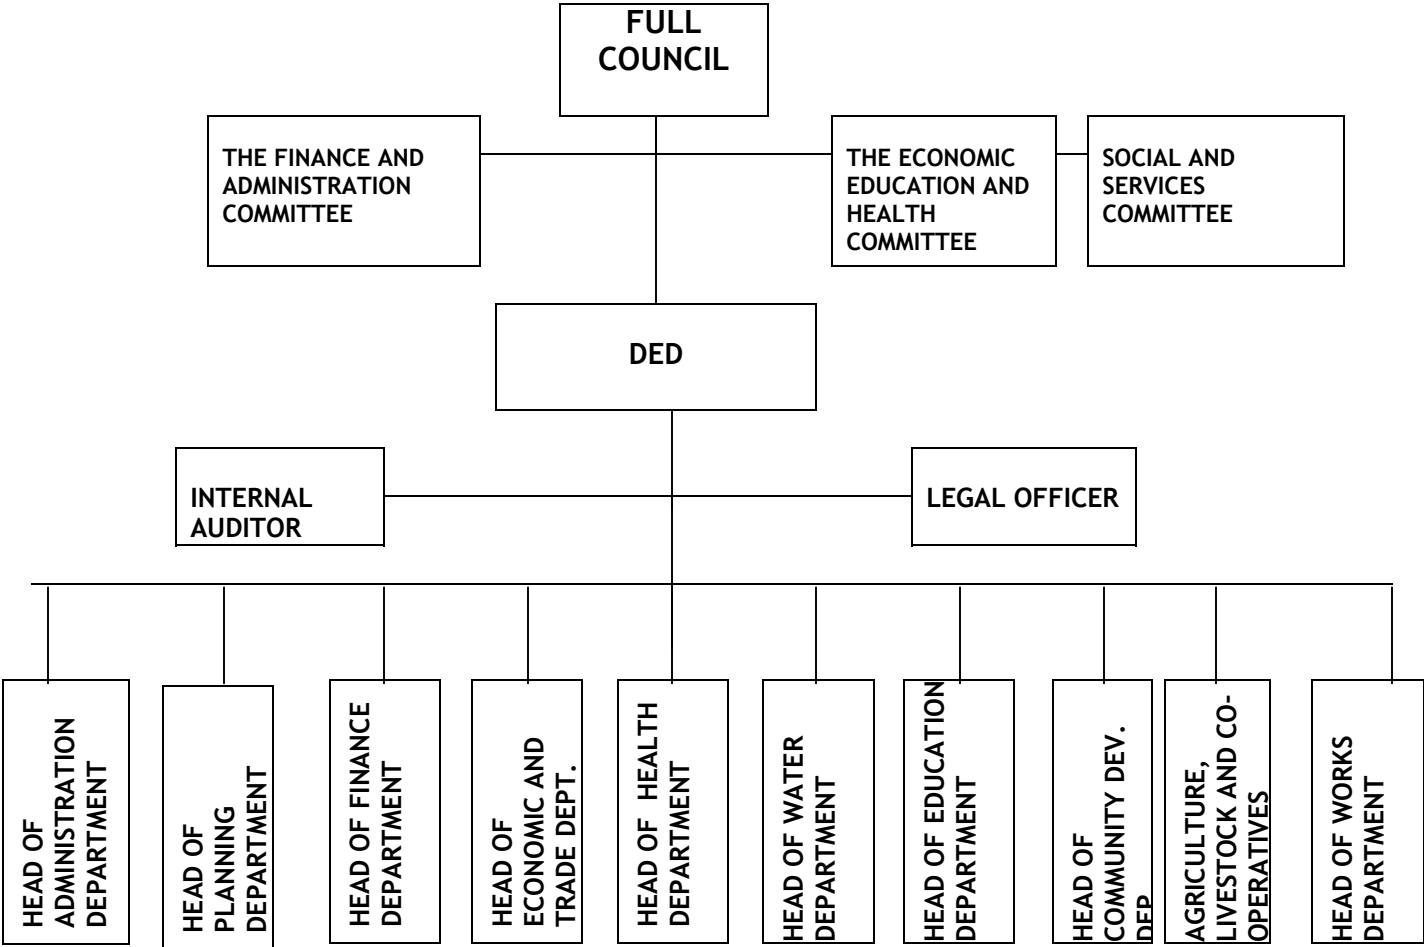 FULL
COUNCIL
THE FINANCE AND
ADMINISTRATION
COMMITTEE
THE ECONOMIC
EDUCATION AND
HEALTH
COMMITTEE
SOCIAL AND
SERVICES
COMMITTEE
DED
INTERNAL
AUDITOR
LEGAL OFFICER
HEAD OF
ADMINISTRATION
DEPARTMENT
HEAD OF
PLANNING
DEPARTMENT
HEAD OF FINANCE
DEPARTMENT
HEAD OF
ECONOMIC AND
TRADE DEPT.
HEAD OF HEALTH
DEPARTMENT
HEAD OF WATER
DEPARTMENT
HEAD OF EDUCATION
DEPARTMENT
HEAD OF
COMMUNITY DEV.
DEP
AGRICULTURE,
LIVESTOCK AND CO-
OPERATIVES
HEAD OF WORKS
DEPARTMENT